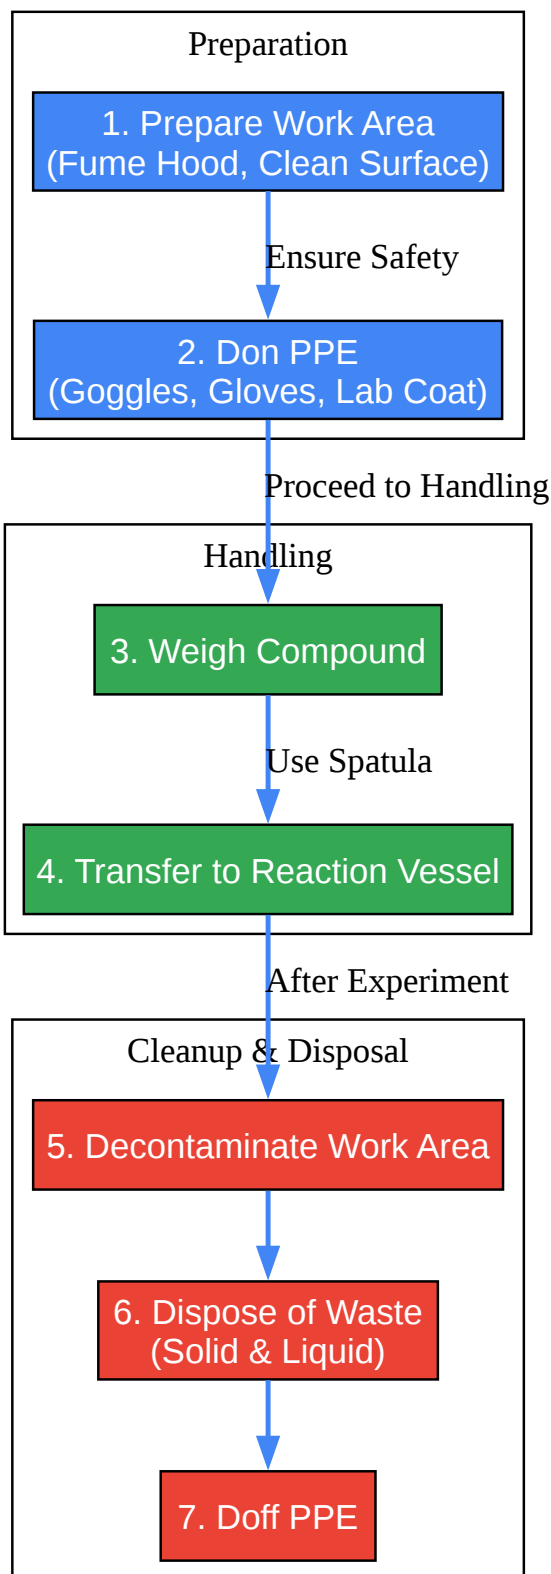 Preparation
1. Prepare Work Area
(Fume Hood, Clean Surface)
Ensure Safety
2. Don PPE
(Goggles, Gloves, Lab Coat)
Proceed to Handling
Handling
3. Weigh Compound
Use Spatula
4. Transfer to Reaction Vessel
After Experiment
Cleanup & Disposal
5. Decontaminate Work Area
6. Dispose of Waste
(Solid & Liquid)
7. Doff PPE